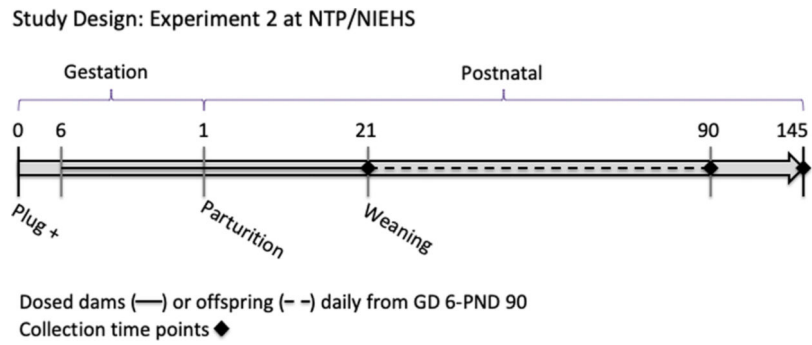 Study Design: Experiment 2 at NTP/NIEHS
Gestation Postnatal
0 6 1 21 90 145
Plug + Parturition Weaning
Dosed dams (—) or offspring (– –) daily from GD 6-PND 90
Collection time points ◆